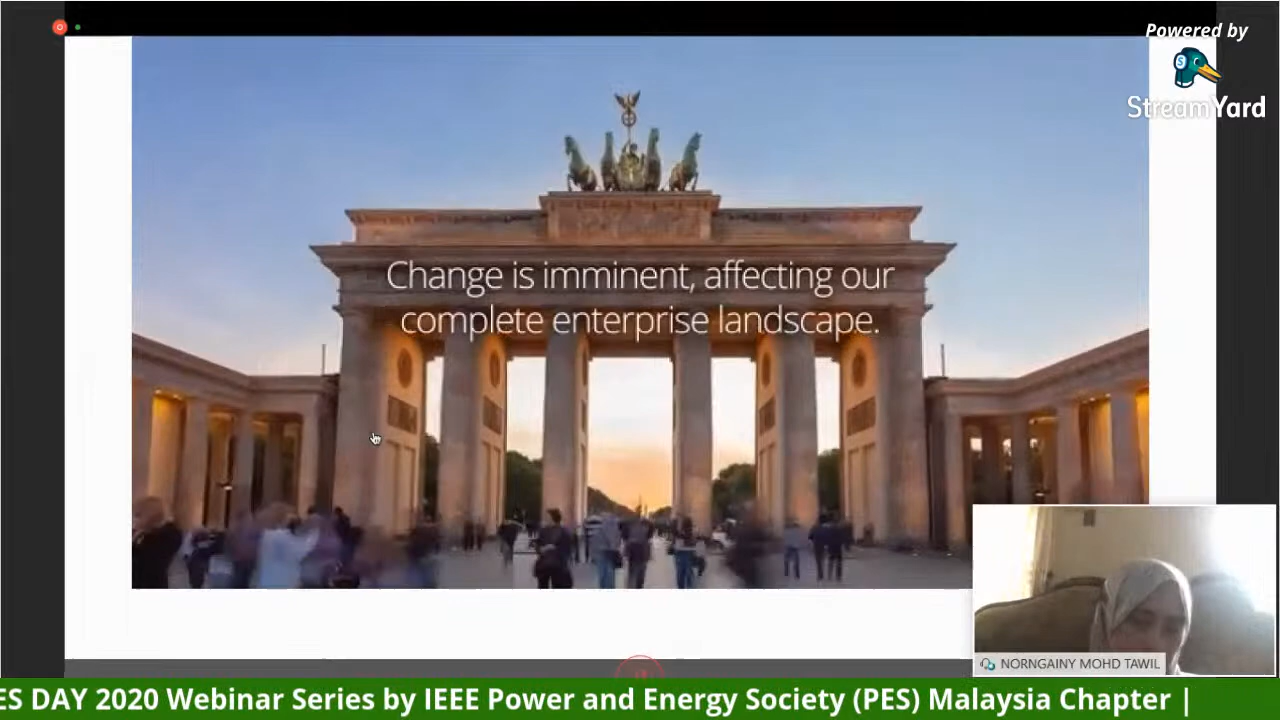 Powered by
StreamYard
Change is imminent, affecting our
complete enterprise landscape.
NORNGAINY MOHD TAWIL
ES DAY 2020 Webinar Series by IEEE Power and Energy Society (PES) Malaysia Chapter |